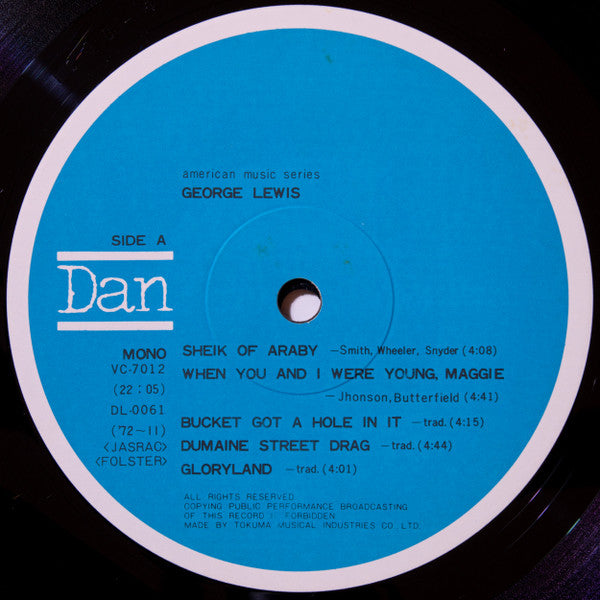 american music series
GEORGE LEWIS
SIDE A
Dan
MONO
VC-7012
(22:05)
DL-0061
('72~11)
<JASRAC>
<FOLSTER>
SHEIK OF ARABY —Smith, Wheeler, Snyder (4:08)
WHEN YOU AND I WERE YOUNG, MAGGIE
—Jhonson, Butterfield (4:41)
BUCKET GOT A HOLE IN IT —trad. (4:15)
DUMAINE STREET DRAG —trad. (4:44)
GLORYLAND —trad. (4:01)
ALL RIGHTS RESERVED
COPYING PUBLIC PERFORMANCE BROADCASTING
OF THIS RECORD IS FORBIDDEN
MADE BY TOKUMA MUSICAL INDUSTRIES CO., LTD.